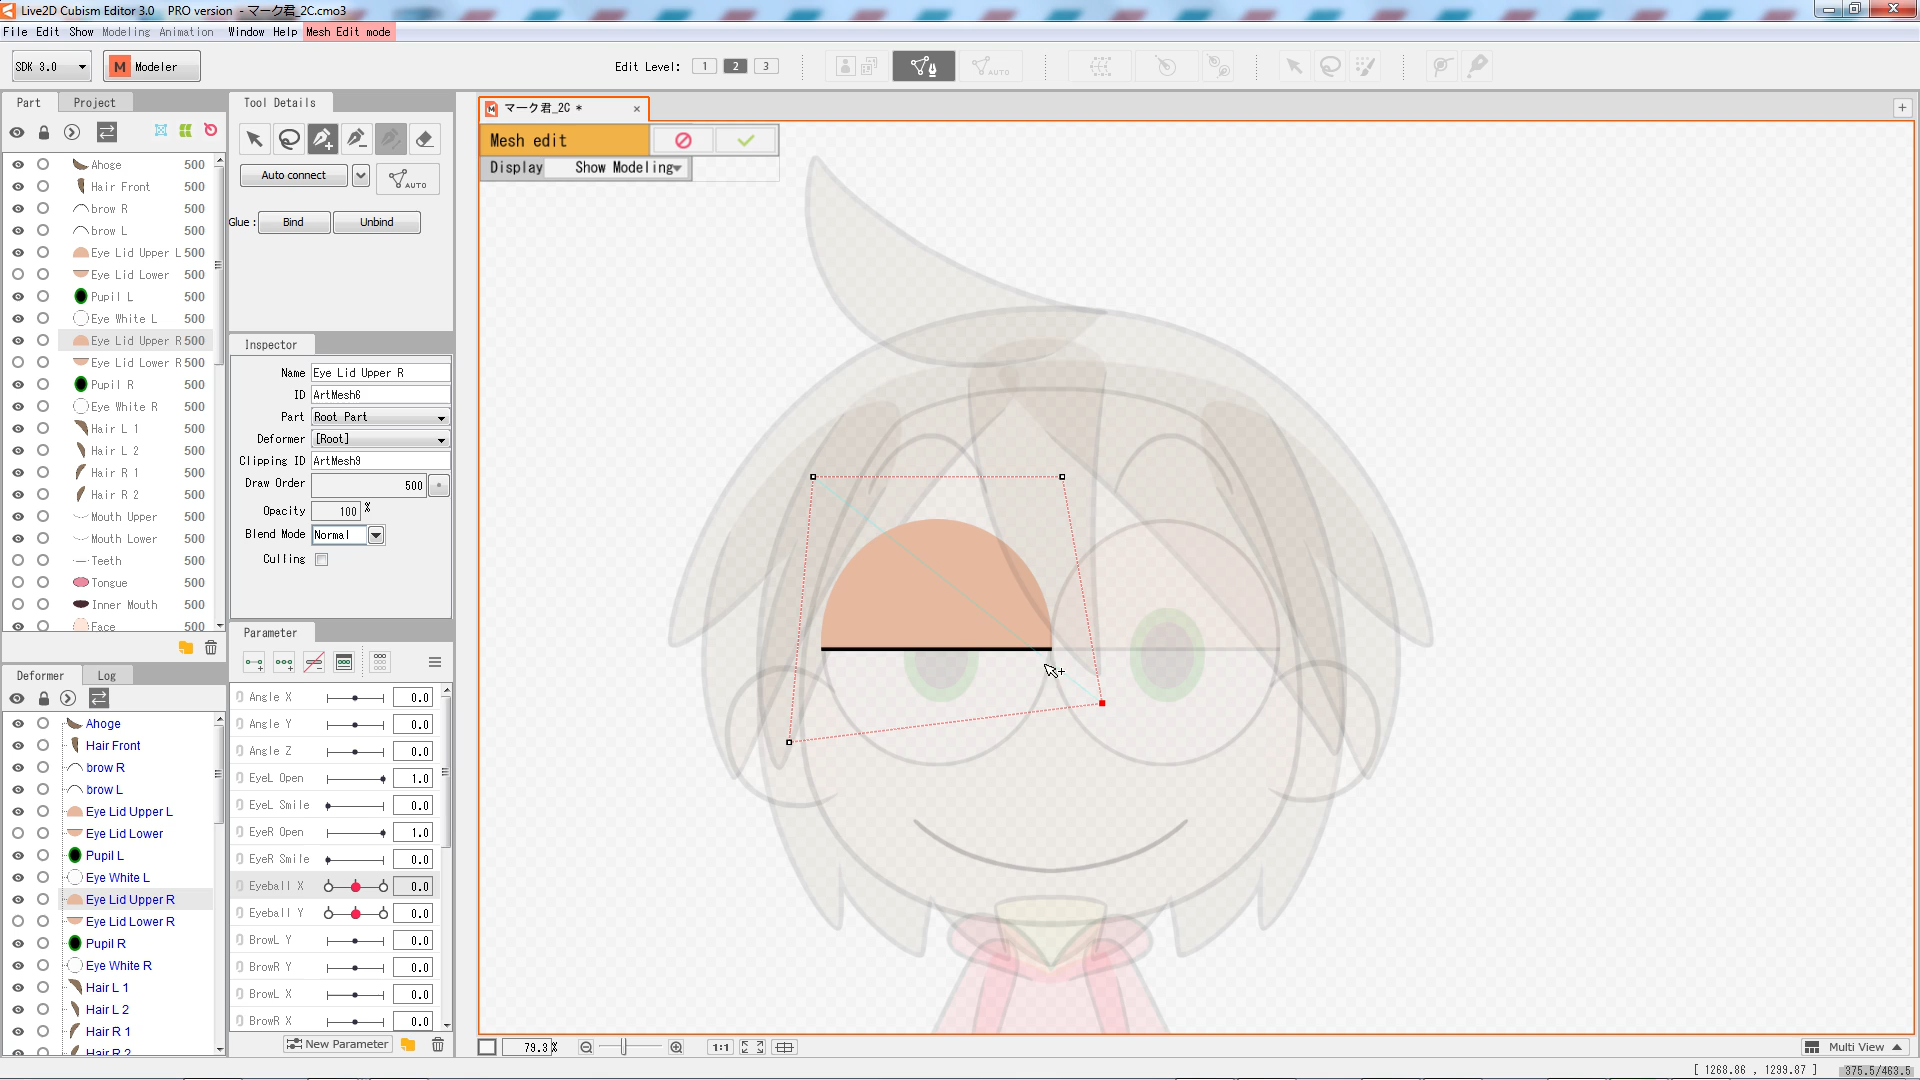 Live2D Cubism Editor 3.0    PRO version  - マーク君_2C.cmo3
File Edit Show Modeling Animation Window Help Mesh Edit mode
SDK 3.0
M Modeler
Edit Level: 1 2 3
AUTO
Part
Project
Ahoge 500
Hair Front 500
brow R 500
brow L 500
Eye Lid Upper L 500
Eye Lid Lower 500
Pupil L 500
Eye White L 500
Eye Lid Upper R 500
Eye Lid Lower R 500
Pupil R 500
Eye White R 500
Hair L 1 500
Hair L 2 500
Hair R 1 500
Hair R 2 500
Mouth Upper 500
Mouth Lower 500
Teeth 500
Tongue 500
Inner Mouth 500
Face 500
Deformer
Log
Ahoge
Hair Front
brow R
brow L
Eye Lid Upper L
Eye Lid Lower
Pupil L
Eye White L
Eye Lid Upper R
Eye Lid Lower R
Pupil R
Eye White R
Hair L 1
Hair L 2
Hair R 1
Hair R 2
Tool Details
Auto connect
AUTO
Glue : Bind Unbind
Inspector
Name Eye Lid Upper R
ID ArtMesh6
Part Root Part
Deformer [Root]
Clipping ID ArtMesh9
Draw Order 500
Opacity 100 %
Blend Mode Normal
Culling
Parameter
Angle X 0.0
Angle Y 0.0
Angle Z 0.0
EyeL Open 1.0
EyeL Smile 0.0
EyeR Open 1.0
EyeR Smile 0.0
Eyeball X 0.0
Eyeball Y 0.0
BrowL Y 0.0
BrowR Y 0.0
BrowL X 0.0
BrowR X 0.0
New Parameter
M マーク君_2C *
Mesh edit
Display Show Modeling
79.3%
1:1
Multi View
[ 1268.86 , 1299.87 ]
375.5/463.5